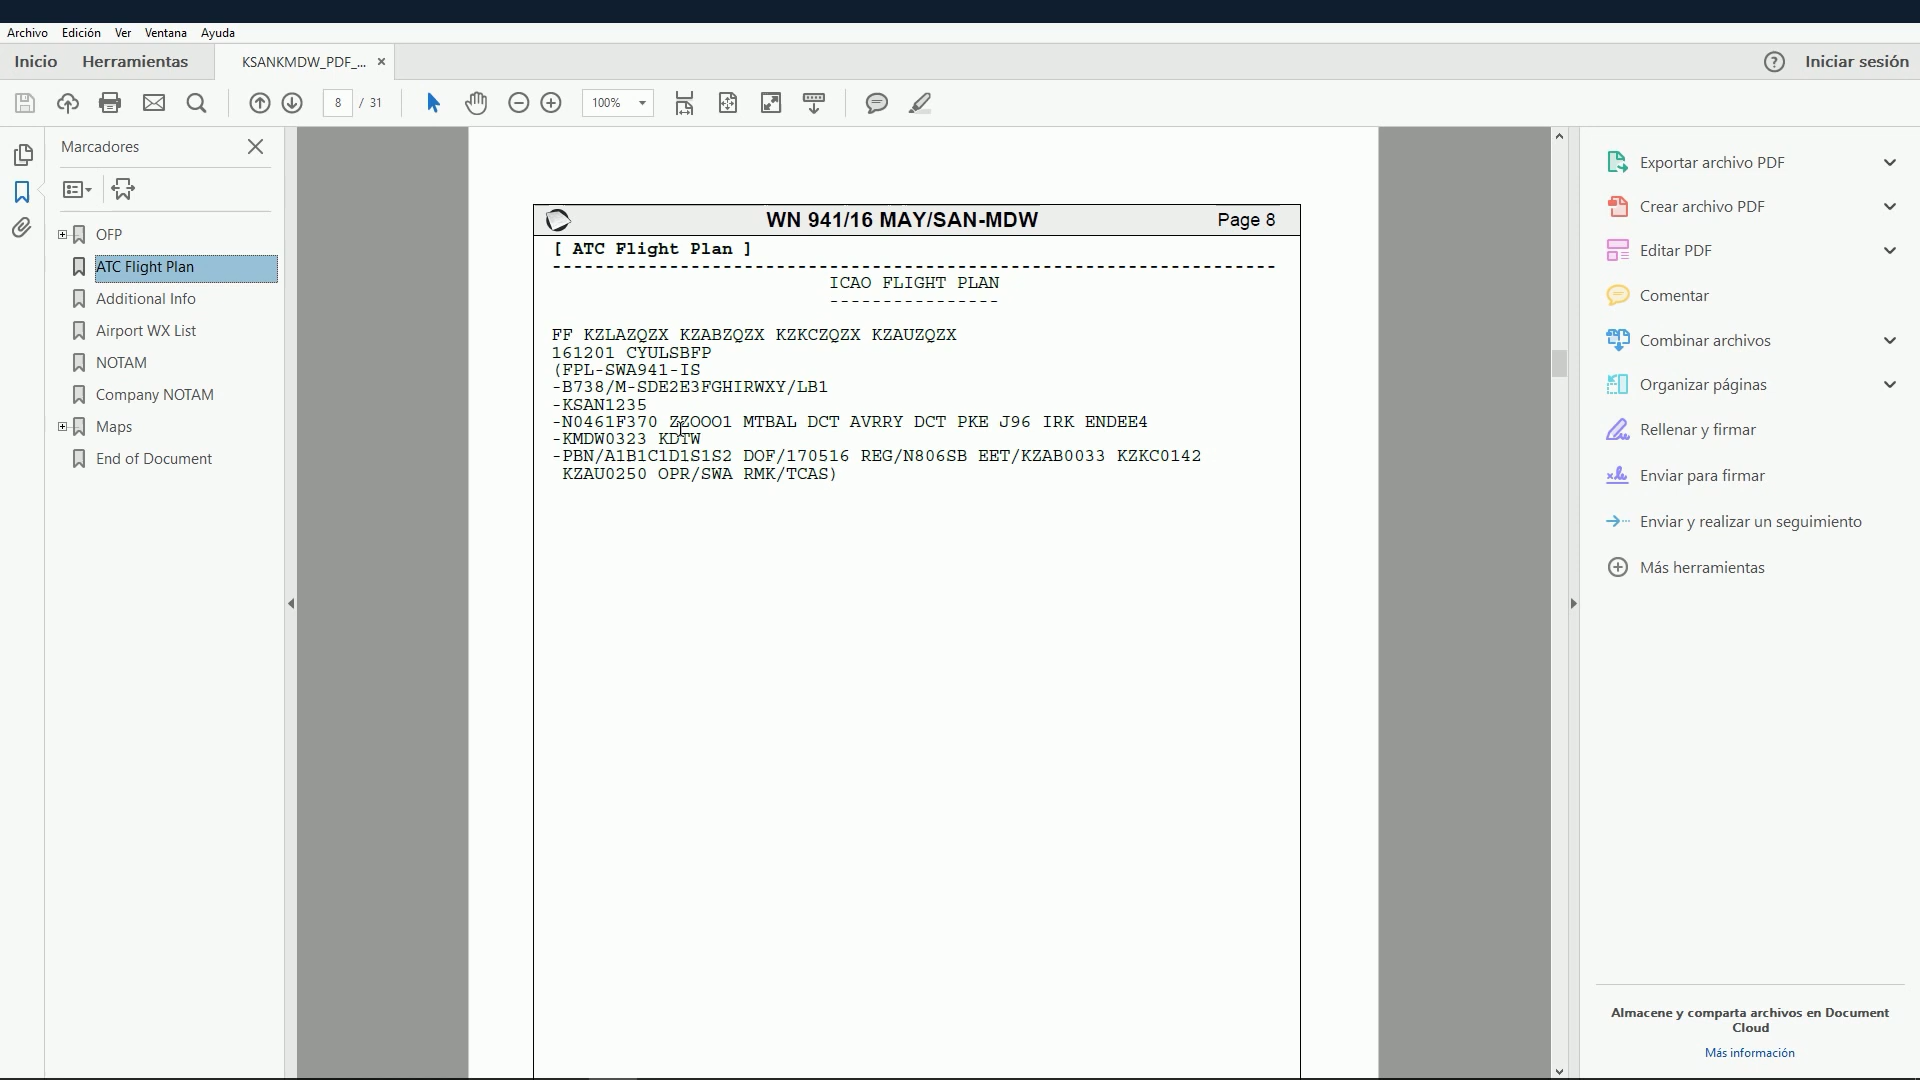 Archivo Edición Ver Ventana Ayuda
Inicio Herramientas KSANKMDW_PDF_... × Iniciar sesión
8 / 31 100%
Marcadores
OFP
ATC Flight Plan
Additional Info
Airport WX List
NOTAM
Company NOTAM
Maps
End of Document
WN 941/16 MAY/SAN-MDW Page 8
[ ATC Flight Plan ]
--------------------------------------------------------------------
ICAO FLIGHT PLAN
----------------
FF KZLAZQZX KZABZQZX KZKCZQZX KZAUZQZX
161201 CYULSBFP
(FPL-SWA941-IS
-B738/M-SDE2E3FGHIRWXY/LB1
-KSAN1235
-N0461F370 ZZOOO1 MTBAL DCT AVRRY DCT PKE J96 IRK ENDEE4
-KMDW0323 KDTW
-PBN/A1B1C1D1S1S2 DOF/170516 REG/N806SB EET/KZAB0033 KZKC0142
KZAU0250 OPR/SWA RMK/TCAS)
Exportar archivo PDF
Crear archivo PDF
Editar PDF
Comentar
Combinar archivos
Organizar páginas
Rellenar y firmar
Enviar para firmar
Enviar y realizar un seguimiento
Más herramientas
Almacene y comparta archivos en Document
Cloud
Más información